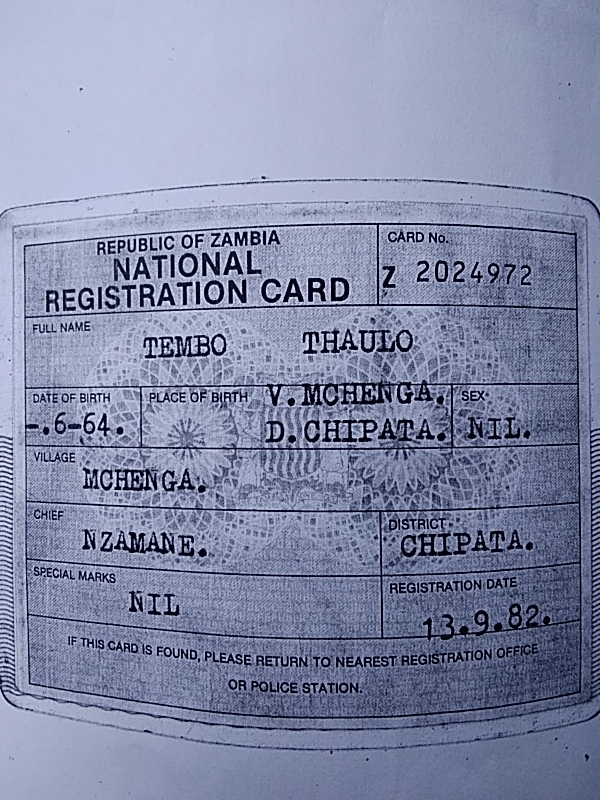 REPUBLIC OF ZAMBIA
NATIONAL
REGISTRATION CARD
CARD No.
Z 2024972
FULL NAME
TEMBO THAULO
DATE OF BIRTH
-.6-64.
PLACE OF BIRTH
V.MCHENGA.
D.CHIPATA.
SEX
NIL.
VILLAGE
MCHENGA.
CHIEF
NZAMANE.
DISTRICT
CHIPATA.
SPECIAL MARKS
NIL
REGISTRATION DATE
13.9.82.
IF THIS CARD IS FOUND, PLEASE RETURN TO NEAREST REGISTRATION OFFICE
OR POLICE STATION.